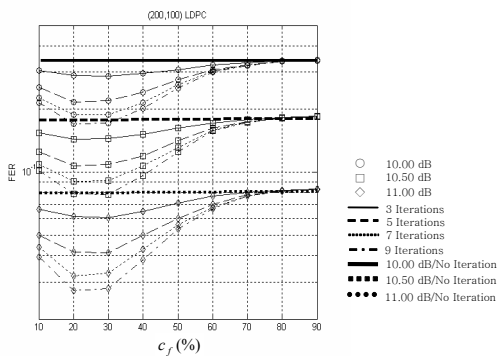 (200,100) LDPC
FER
10⁻¹
10 20 30 40 50 60 70 80 90
c_f (%)
10.00 dB
10.50 dB
11.00 dB
3 Iterations
5 Iterations
7 Iterations
9 Iterations
10.00 dB/No Iteration
10.50 dB/No Iteration
11.00 dB/No Iteration